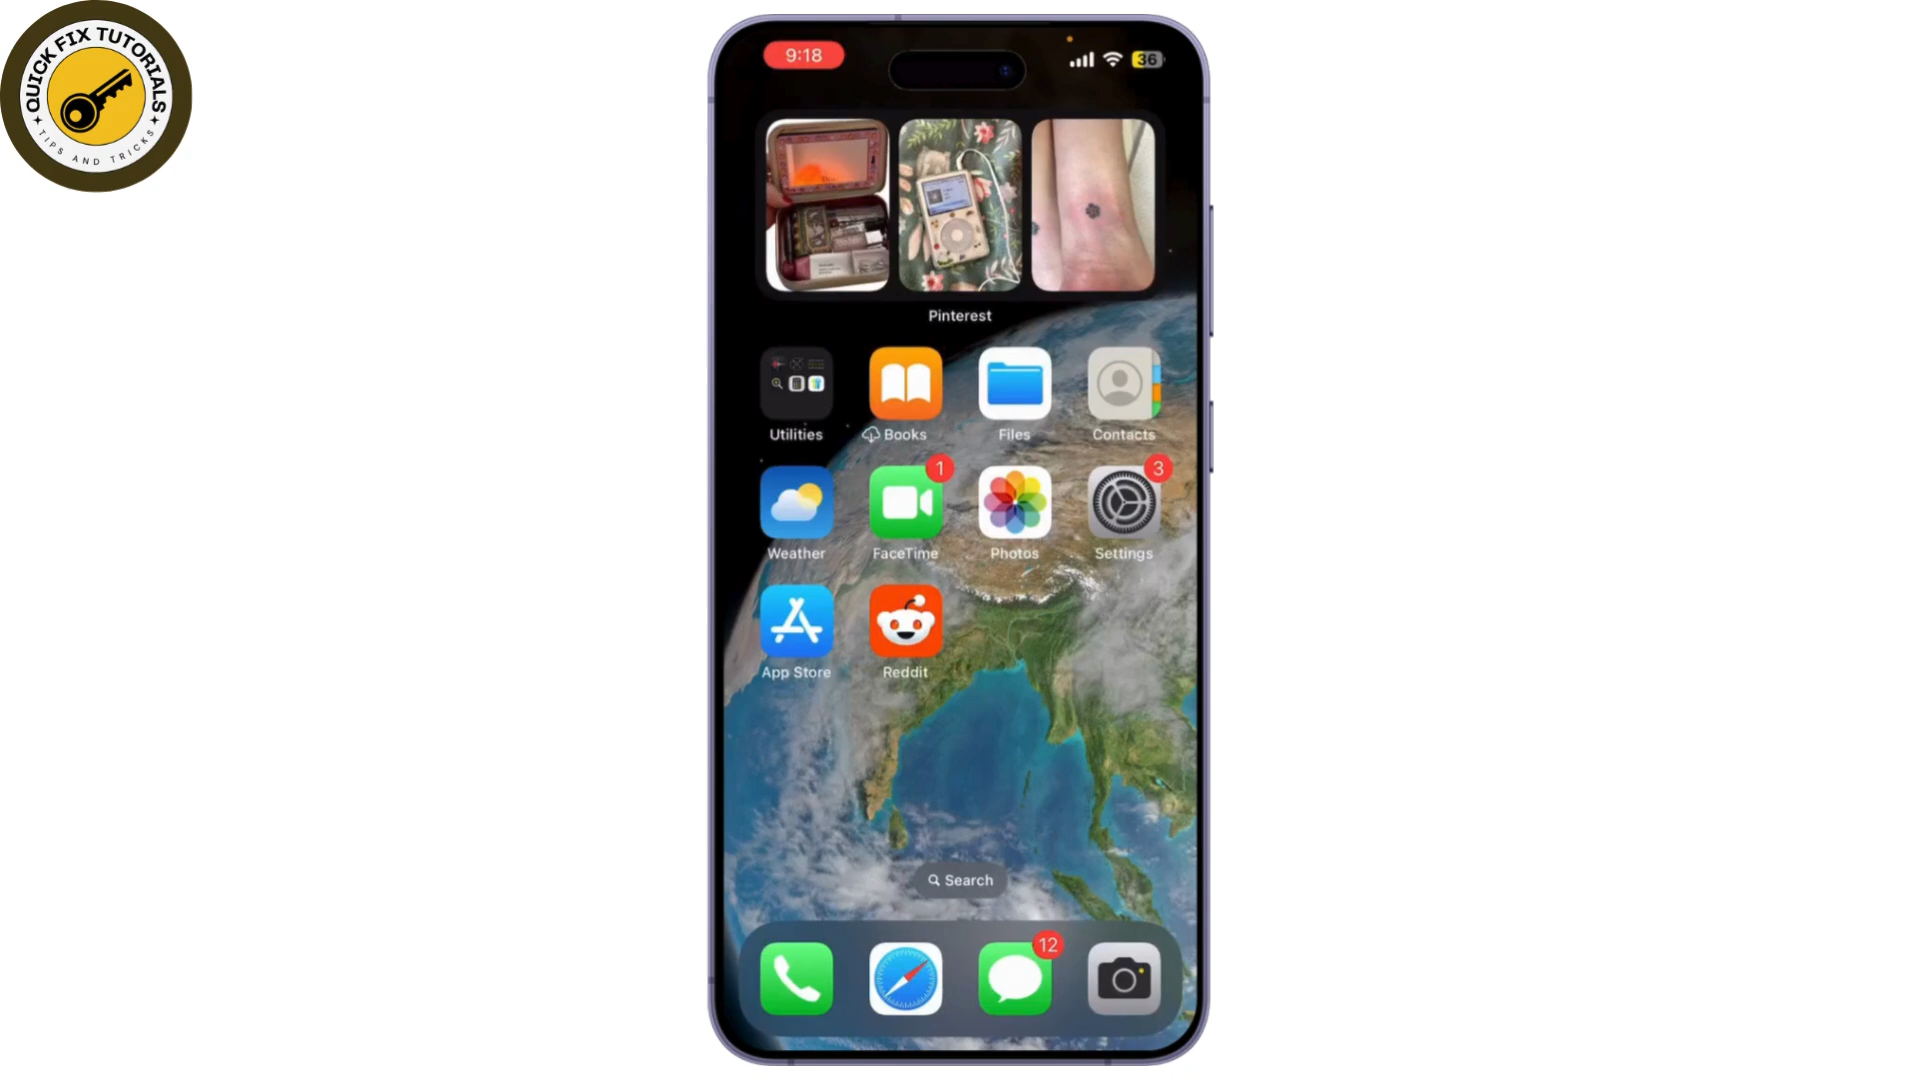 QUICK FIX TUTORIALS
TIPS AND TRICKS
9:18
36
Pinterest
Utilities
Books
Files
Contacts
1
3
Weather
FaceTime
Photos
Settings
App Store
Reddit
Search
12